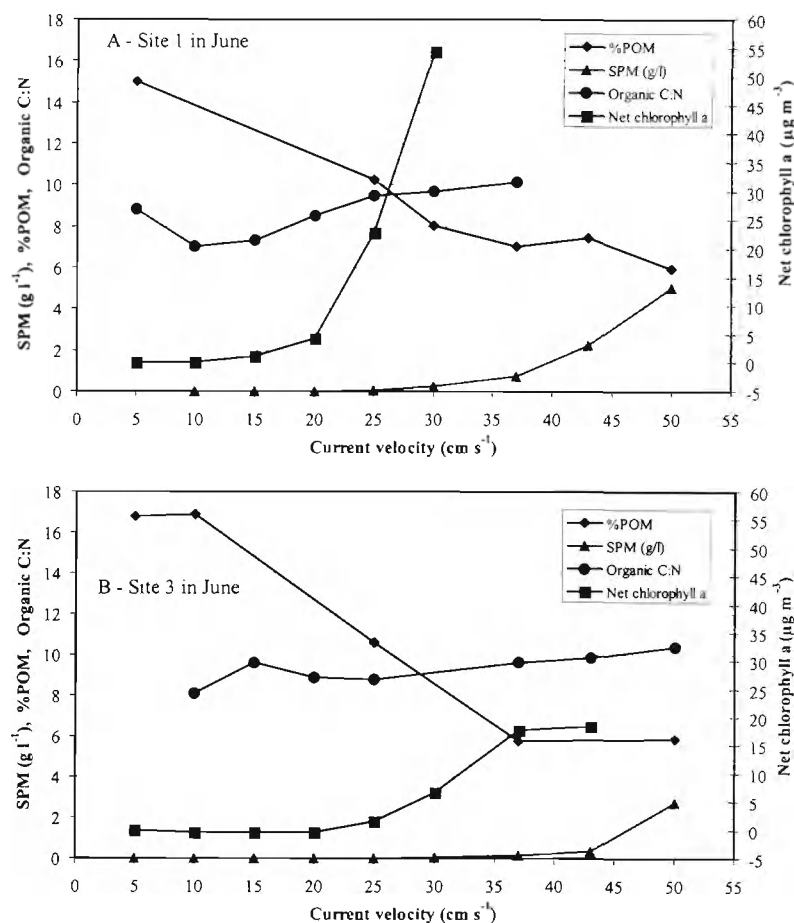 A - Site 1 in June
%POM
SPM (g/l)
Organic C:N
Net chlorophyll a
SPM (g l⁻¹), %POM, Organic C:N
18
16
14
12
10
8
6
4
2
0
Net chlorophyll a (µg m⁻³)
60
55
50
45
40
35
30
25
20
15
10
5
0
-5
0 5 10 15 20 25 30 35 40 45 50 55
Current velocity (cm s⁻¹)
B - Site 3 in June
%POM
SPM (g/l)
Organic C:N
Net chlorophyll a
SPM (g l⁻¹), %POM, Organic C:N
18
16
14
12
10
8
6
4
2
0
Net chlorophyll a (µg m⁻³)
60
55
50
45
40
35
30
25
20
15
10
5
0
-5
0 5 10 15 20 25 30 35 40 45 50 55
Current velocity (cm s⁻¹)